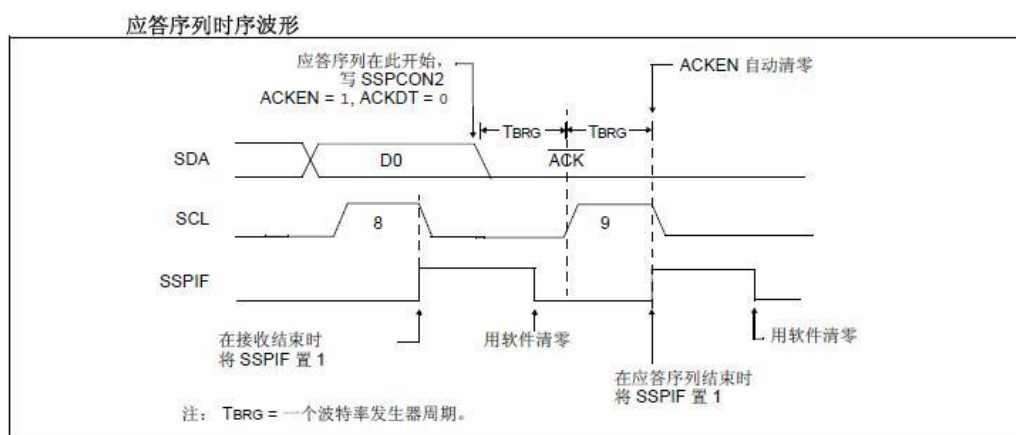 应答序列时序波形
应答序列在此开始，
写 SSPCON2
ACKEN = 1, ACKDT = 0
ACKEN 自动清零
TBRG
TBRG
SDA
D0
ACK
SCL
8
9
SSPIF
在接收结束时
将 SSPIF 置 1
用软件清零
用软件清零
在应答序列结束时
将 SSPIF 置 1
注： TBRG = 一个波特率发生器周期。